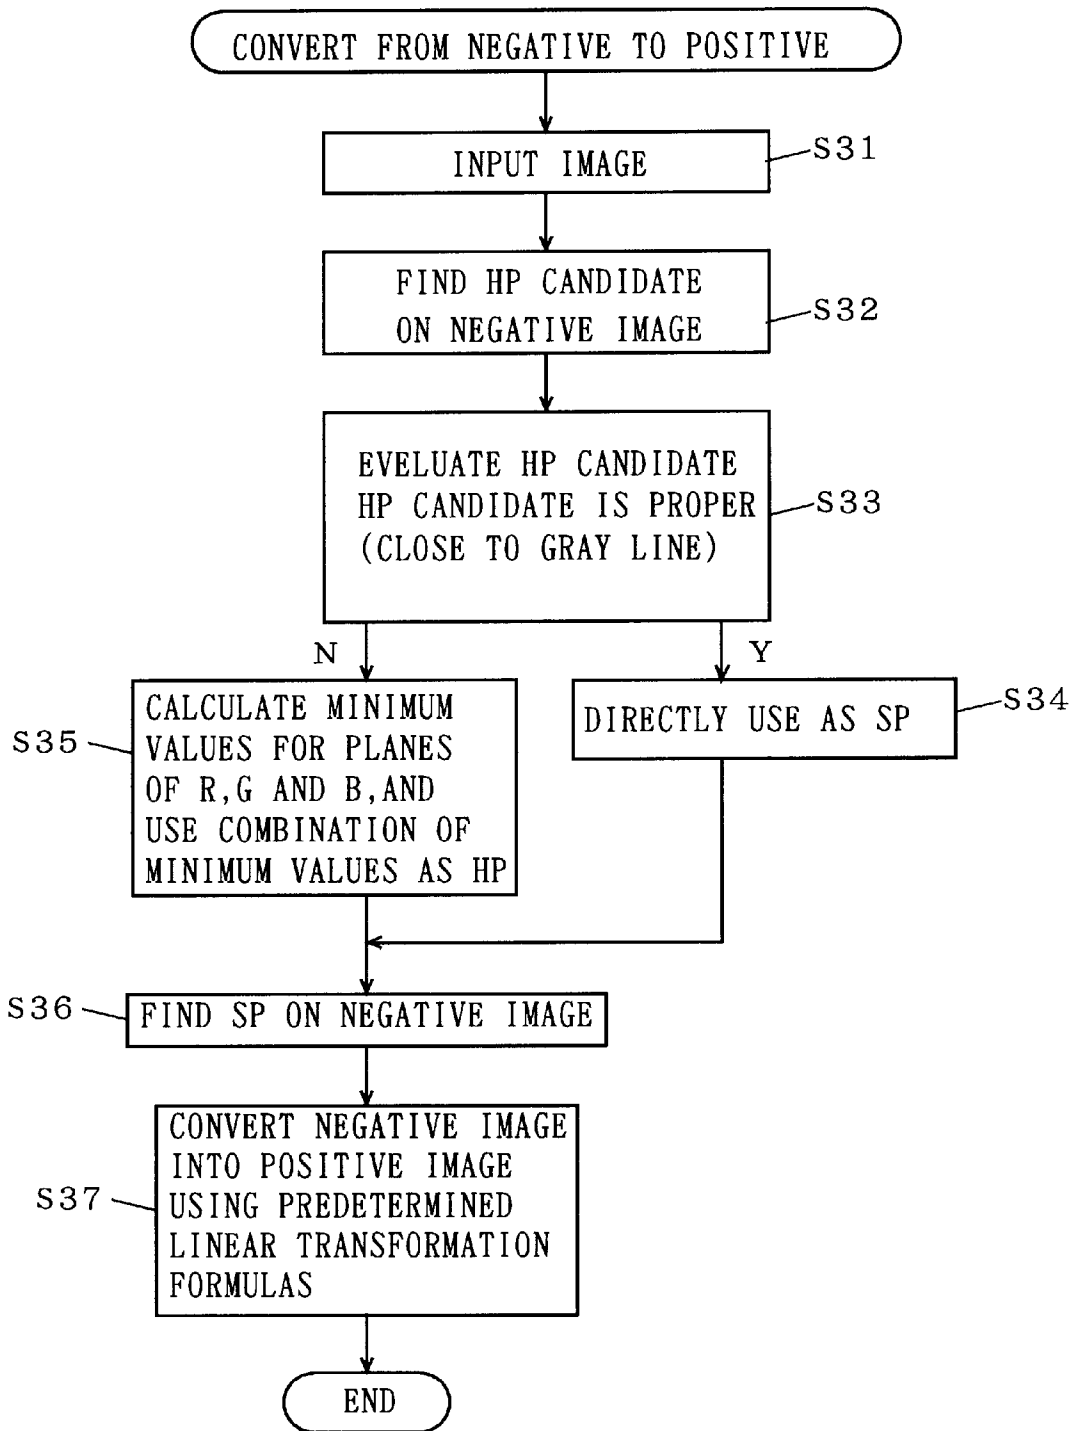 CONVERT FROM NEGATIVE TO POSITIVE
INPUT IMAGE
S31
FIND HP CANDIDATE
ON NEGATIVE IMAGE
S32
EVELUATE HP CANDIDATE
HP CANDIDATE IS PROPER
(CLOSE TO GRAY LINE)
S33
N
Y
CALCULATE MINIMUM
VALUES FOR PLANES
OF R,G AND B,AND
USE COMBINATION OF
MINIMUM VALUES AS HP
S35
DIRECTLY USE AS SP
S34
S36
FIND SP ON NEGATIVE IMAGE
CONVERT NEGATIVE IMAGE
INTO POSITIVE IMAGE
USING PREDETERMINED
LINEAR TRANSFORMATION
FORMULAS
S37
END